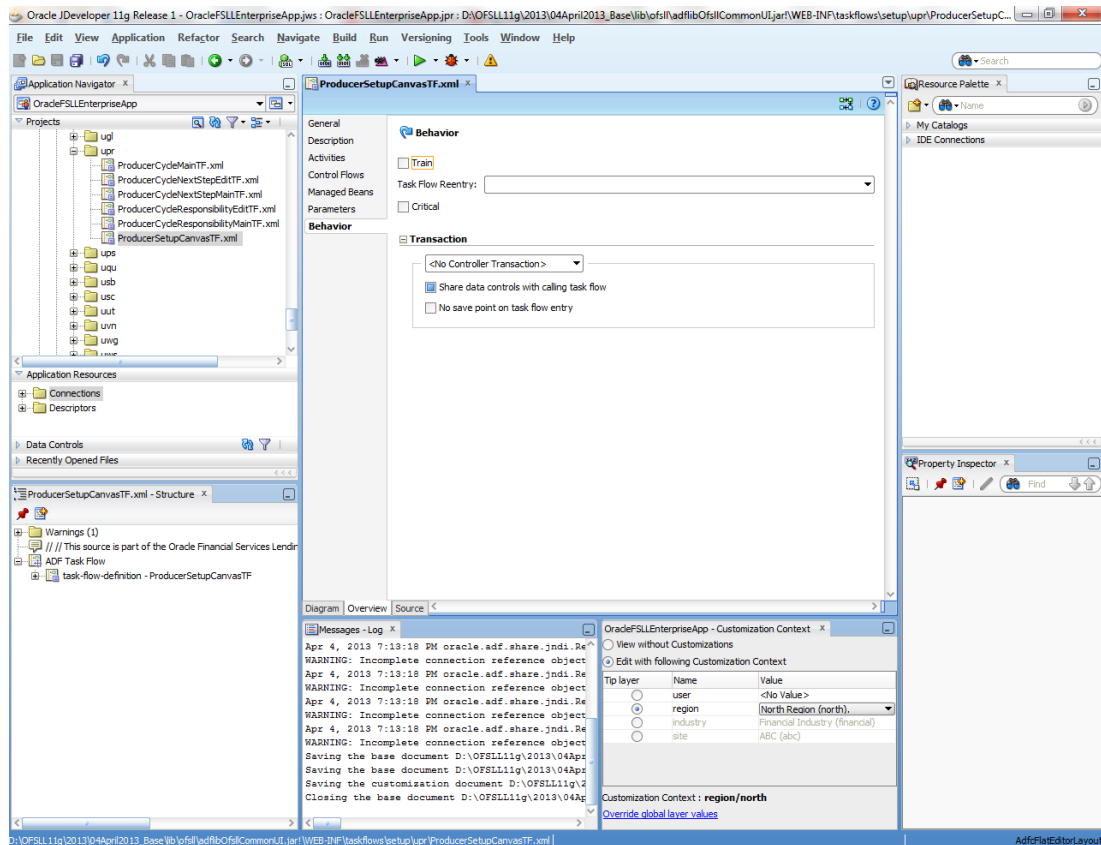 Oracle JDeveloper 11g Release 1 - OracleFSLLEnterpriseApp.jws : OracleFSLLEnterpriseApp.jpr : D:\OFSLL11g\2013\04April2013_Base\lib\ofsll\adflibOfsllCommonUI.jar!\WEB-INF\taskflows\setup\upr\ProducerSetupC...
File Edit View Application Refactor Search Navigate Build Run Versioning Tools Window Help
Search
Application Navigator
OracleFSLLEnterpriseApp
Projects
ugl
upr
ProducerCycleMainTF.xml
ProducerCycleNextStepEditTF.xml
ProducerCycleNextStepMainTF.xml
ProducerCycleResponsibilityEditTF.xml
ProducerCycleResponsibilityMainTF.xml
ProducerSetupCanvasTF.xml
ups
uqu
usb
usc
uut
uvn
uwg
Application Resources
Connections
Descriptors
Data Controls
Recently Opened Files
ProducerSetupCanvasTF.xml - Structure
Warnings (1)
// // This source is part of the Oracle Financial Services Lendin
ADF Task Flow
task-flow-definition - ProducerSetupCanvasTF
ProducerSetupCanvasTF.xml
General
Description
Activities
Control Flows
Managed Beans
Parameters
Behavior
Behavior
Train
Task Flow Reentry:
Critical
Transaction
<No Controller Transaction>
Share data controls with calling task flow
No save point on task flow entry
Diagram Overview Source
Messages - Log
Apr 4, 2013 7:13:18 PM oracle.adf.share.jndi.Re
WARNING: Incomplete connection reference object
Apr 4, 2013 7:13:18 PM oracle.adf.share.jndi.Re
WARNING: Incomplete connection reference object
Apr 4, 2013 7:13:18 PM oracle.adf.share.jndi.Re
WARNING: Incomplete connection reference object
Apr 4, 2013 7:13:18 PM oracle.adf.share.jndi.Re
WARNING: Incomplete connection reference object
Saving the base document D:\OFSLL11g\2013\04Apr
Saving the base document D:\OFSLL11g\2013\04Apr
Saving the customization document D:\OFSLL11g\2
Closing the base document D:\OFSLL11g\2013\04Ap
OracleFSLLEnterpriseApp - Customization Context
View without Customizations
Edit with following Customization Context
Tip layer Name Value
user <No Value>
region North Region (north).
industry Financial Industry (financial)
site ABC (abc)
Customization Context : region/north
Override global layer values
Resource Palette
Name
My Catalogs
IDE Connections
Property Inspector
Find
D:\OFSLL11g\2013\04April2013_Base\lib\ofsll\adflibOfsllCommonUI.jar!\WEB-INF\taskflows\setup\upr\ProducerSetupCanvasTF.xml
AdfcFlatEditorLayout